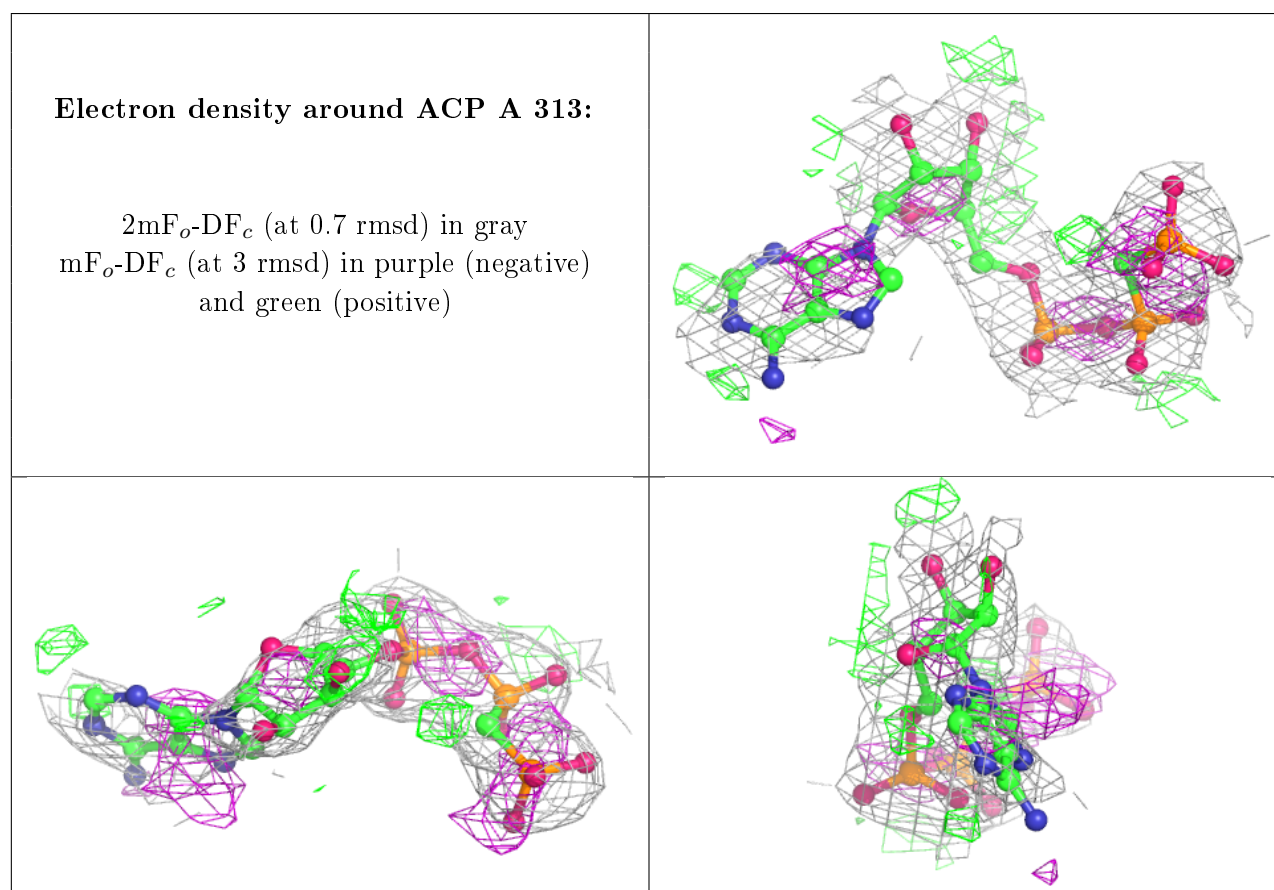 Electron density around ACP A 313:
2mFo-DFc (at 0.7 rmsd) in gray
mFo-DFc (at 3 rmsd) in purple (negative)
and green (positive)